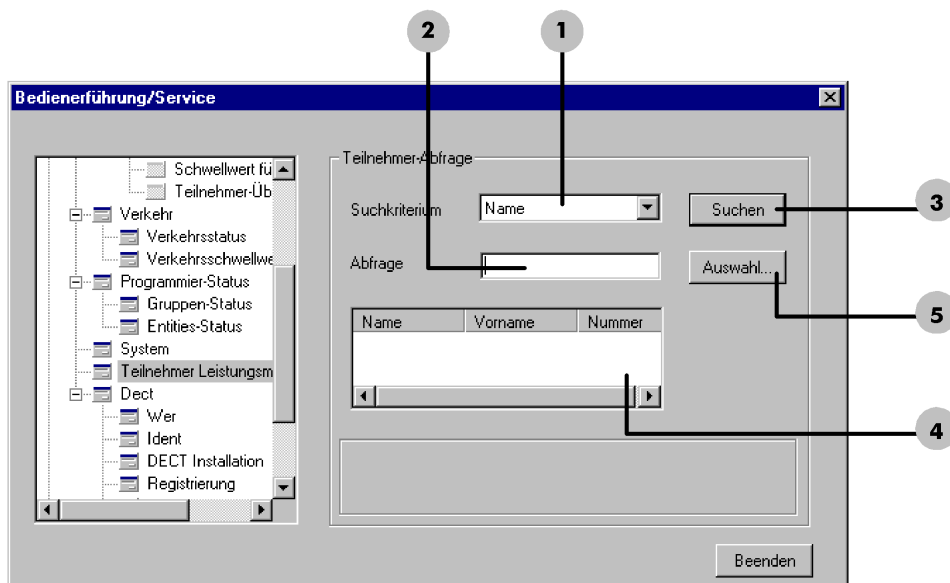 2
1
Bedienerführung/Service
Schwellwert fü
Teilnehmer-Üb
Verkehr
Verkehrsstatus
Verkehrsschwellwe
Programmier-Status
Gruppen-Status
Entities-Status
System
Teilnehmer Leistungsm
Dect
Wer
Ident
DECT Installation
Registrierung
Teilnehmer-Abfrage
Suchkriterium
Name
Suchen
3
Abfrage
Auswahl...
5
Name Vorname Nummer
4
Beenden